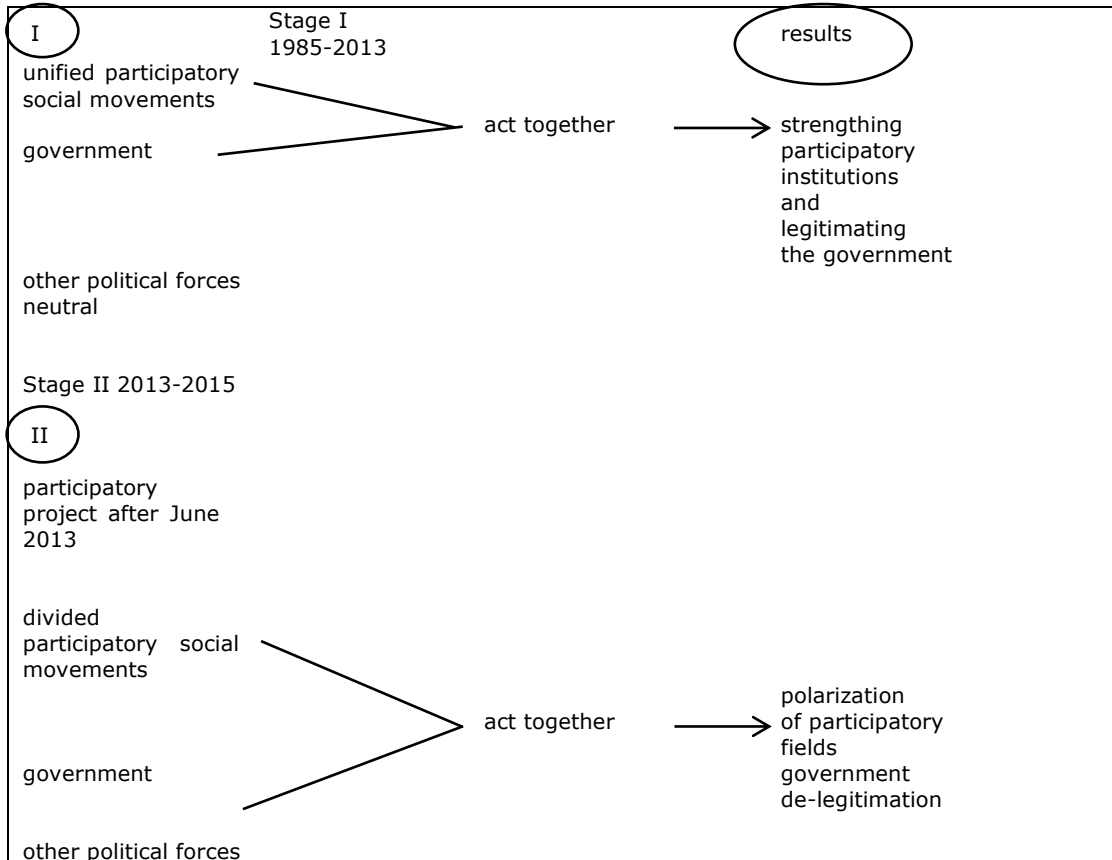 I
Stage I
1985-2013
results
unified participatory
social movements
government
act together
strengthing
participatory
institutions
and
legitimating
the government
other political forces
neutral
Stage II 2013-2015
II
participatory
project after June
2013
divided
participatory social
movements
government
other political forces
act together
polarization
of participatory
fields
government
de-legitimation